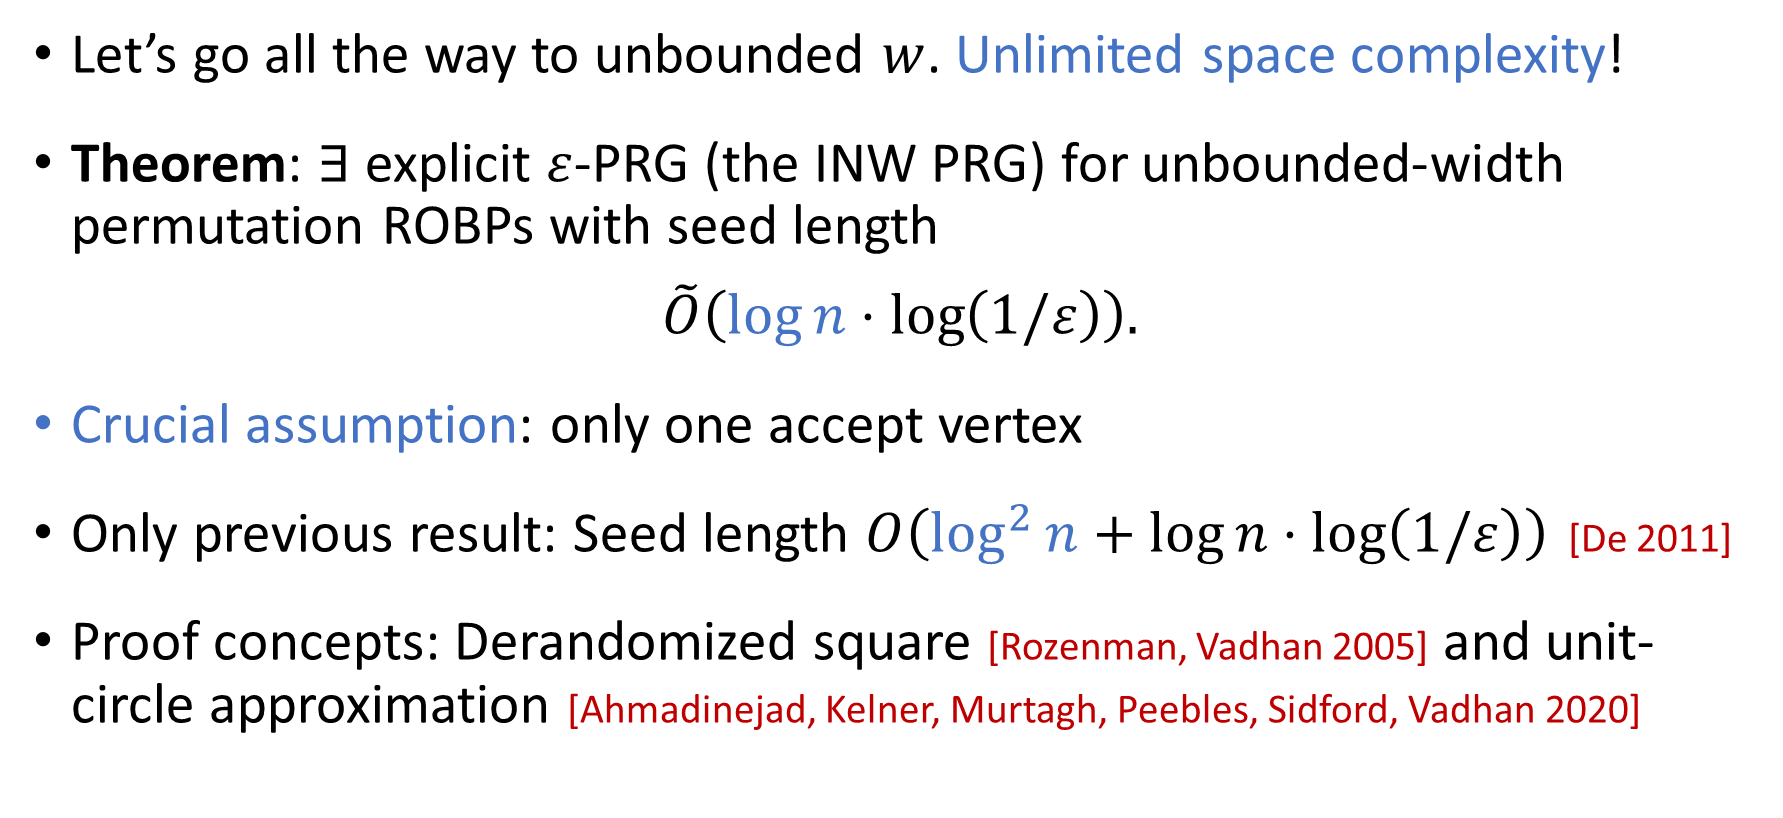 • Let’s go all the way to unbounded 𝑤. Unlimited space complexity!
• Theorem: ∃ explicit 𝜀-PRG (the INW PRG) for unbounded-width
permutation ROBPs with seed length
Õ(log 𝑛 ⋅ log(1/𝜀)).
• Crucial assumption: only one accept vertex
• Only previous result: Seed length 𝑂(log² 𝑛 + log 𝑛 ⋅ log(1/𝜀)) [De 2011]
• Proof concepts: Derandomized square [Rozenman, Vadhan 2005] and unit-
circle approximation [Ahmadinejad, Kelner, Murtagh, Peebles, Sidford, Vadhan 2020]